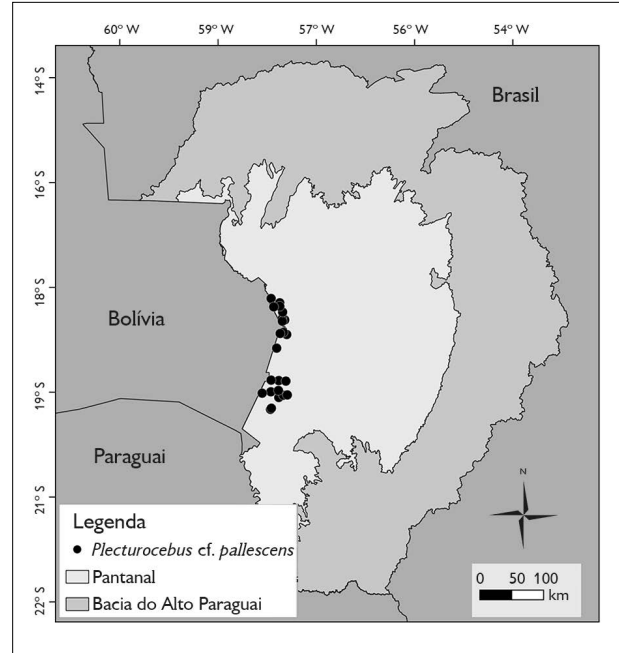 60° W 59° W 57° W 56° W 54° W
14° S
Brasil
16° S
18° S
Bolívia
19° S
Paraguai
21° S
N
Legenda
Plecturocebus cf. pallescens
Pantanal
Bacia do Alto Paraguai
0 50 100
km
22° S